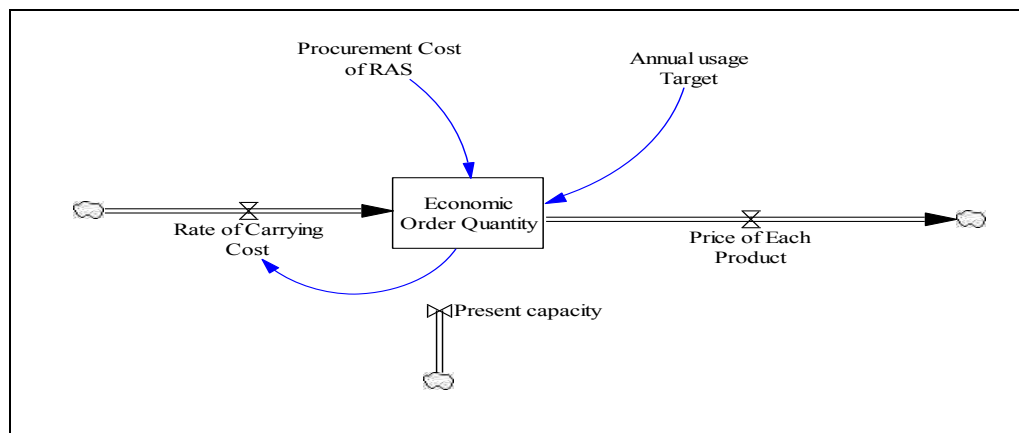 Procurement Cost
of RAS
Annual usage
Target
Economic
Order Quantity
Rate of Carrying
Cost
Price of Each
Product
Present capacity